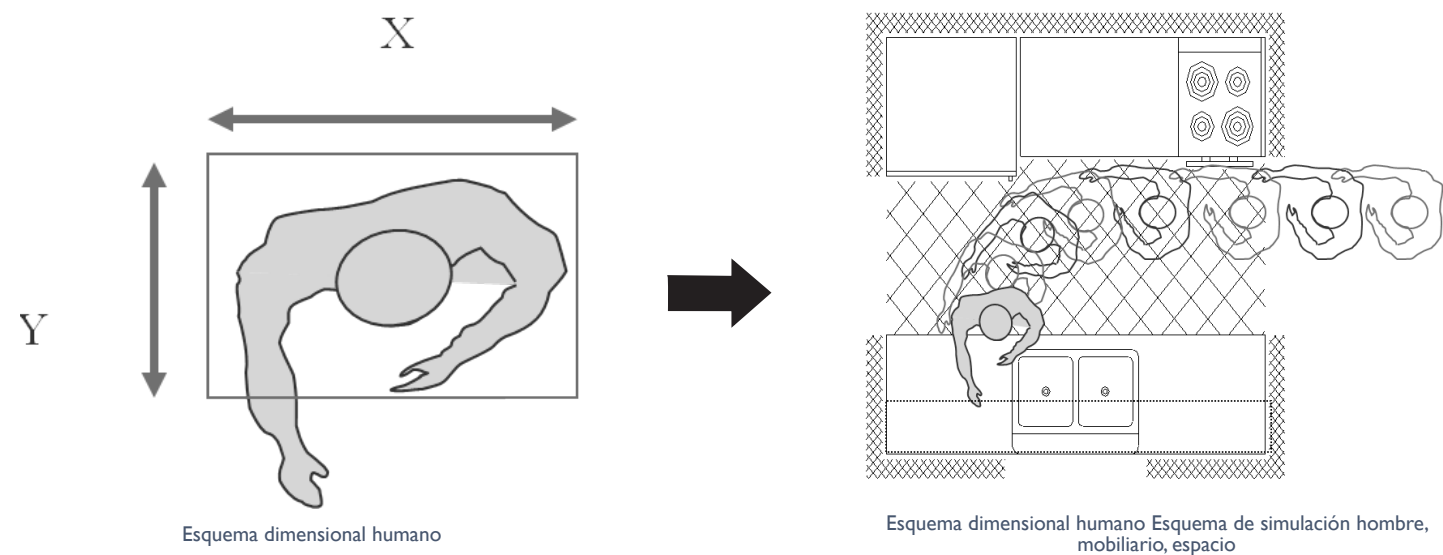 X
Y
Esquema dimensional humano
Esquema dimensional humano Esquema de simulación hombre,
mobiliario, espacio